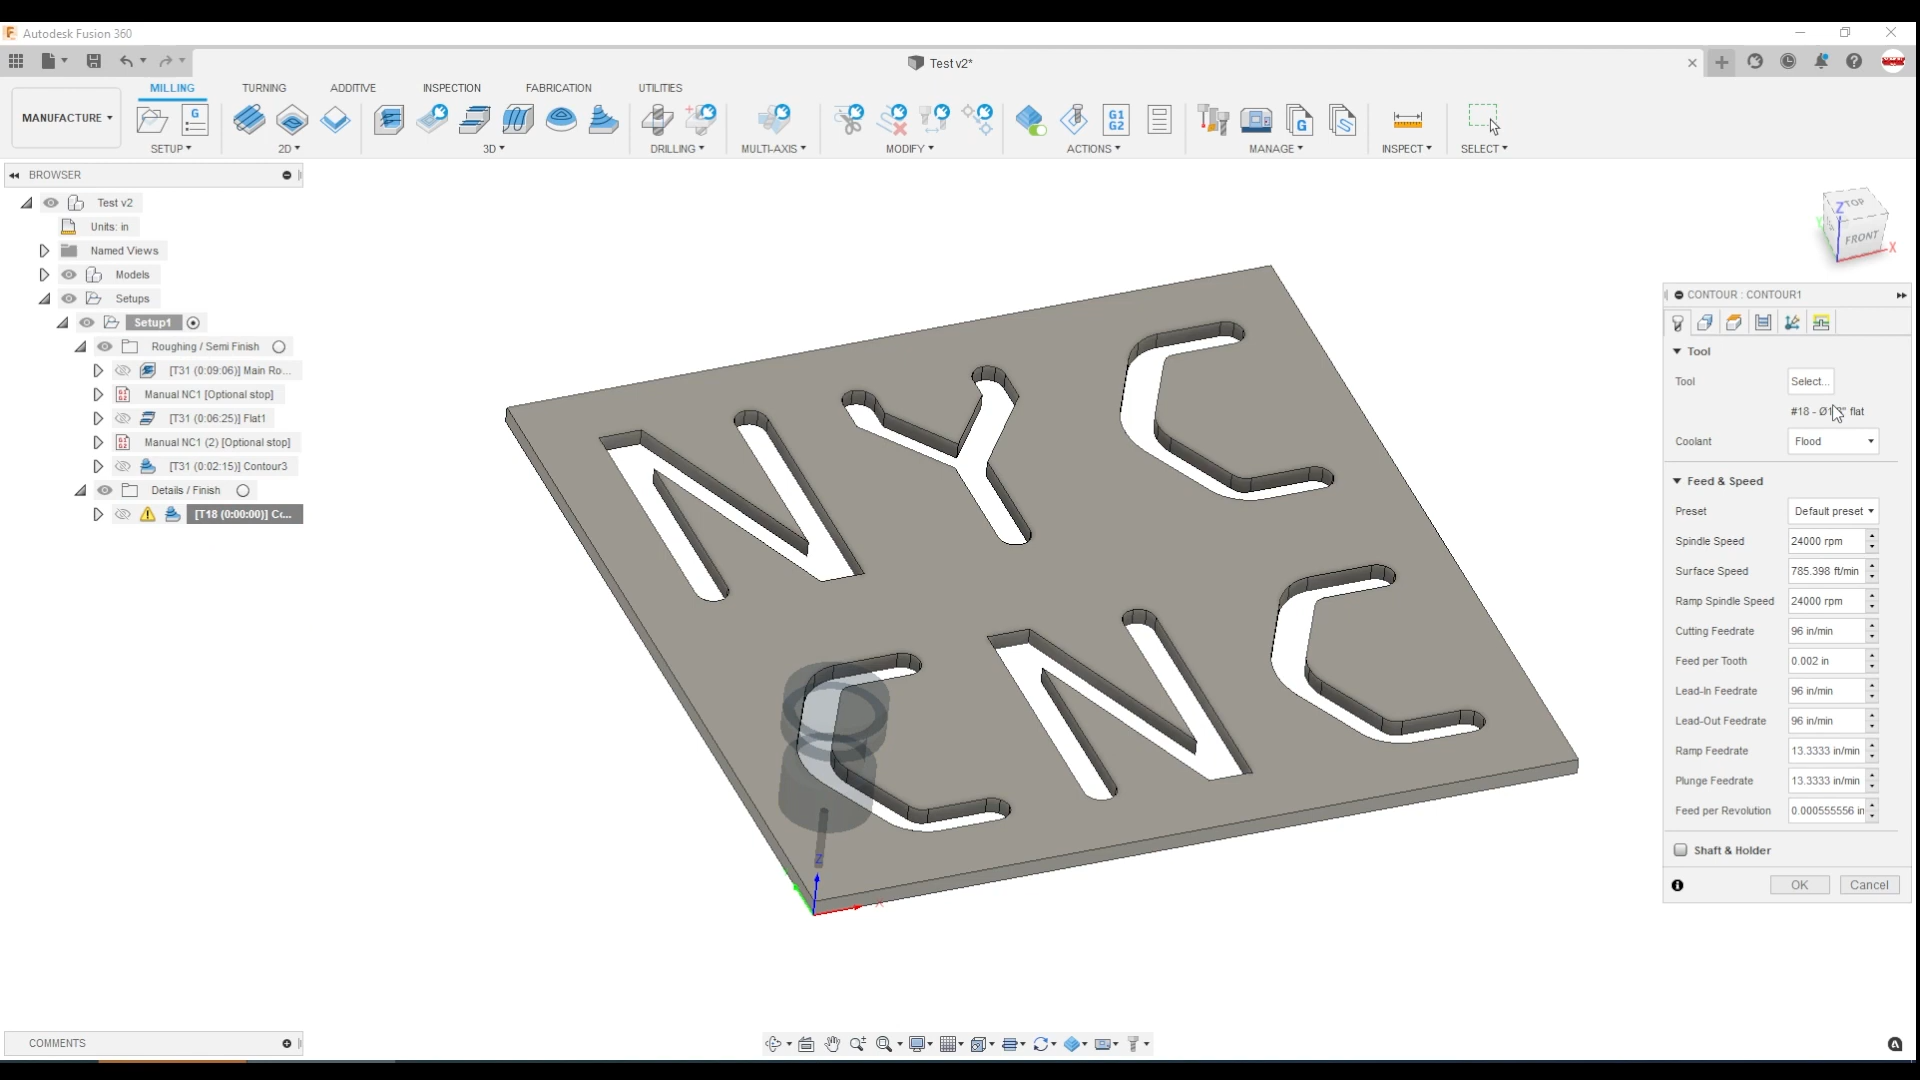 Autodesk Fusion 360
Test v2*
MILLING TURNING ADDITIVE INSPECTION FABRICATION UTILITIES
MANUFACTURE
SETUP 2D 3D DRILLING MULTI-AXIS MODIFY ACTIONS MANAGE INSPECT SELECT
G
G1
G2
G
BROWSER
Test v2
Units: in
Named Views
Models
Setups
Setup1
Roughing / Semi Finish
[T31 (0:09:06)] Main Ro...
Manual NC1 [Optional stop]
[T31 (0:06:25)] Flat1
Manual NC1 (2) [Optional stop]
[T31 (0:02:15)] Contour3
Details / Finish
[T18 (0:00:00)] Cc...
NYC
CNC
Z
X
TOP
FRONT
Z
X
Y
CONTOUR : CONTOUR1
Tool
Tool Select...
#18 - flat
Coolant Flood
Feed & Speed
Preset Default preset
Spindle Speed 24000 rpm
Surface Speed 785.398 ft/min
Ramp Spindle Speed 24000 rpm
Cutting Feedrate 96 in/min
Feed per Tooth 0.002 in
Lead-In Feedrate 96 in/min
Lead-Out Feedrate 96 in/min
Ramp Feedrate 13.3333 in/min
Plunge Feedrate 13.3333 in/min
Feed per Revolution 0.000555556 in
Shaft & Holder
OK Cancel
COMMENTS